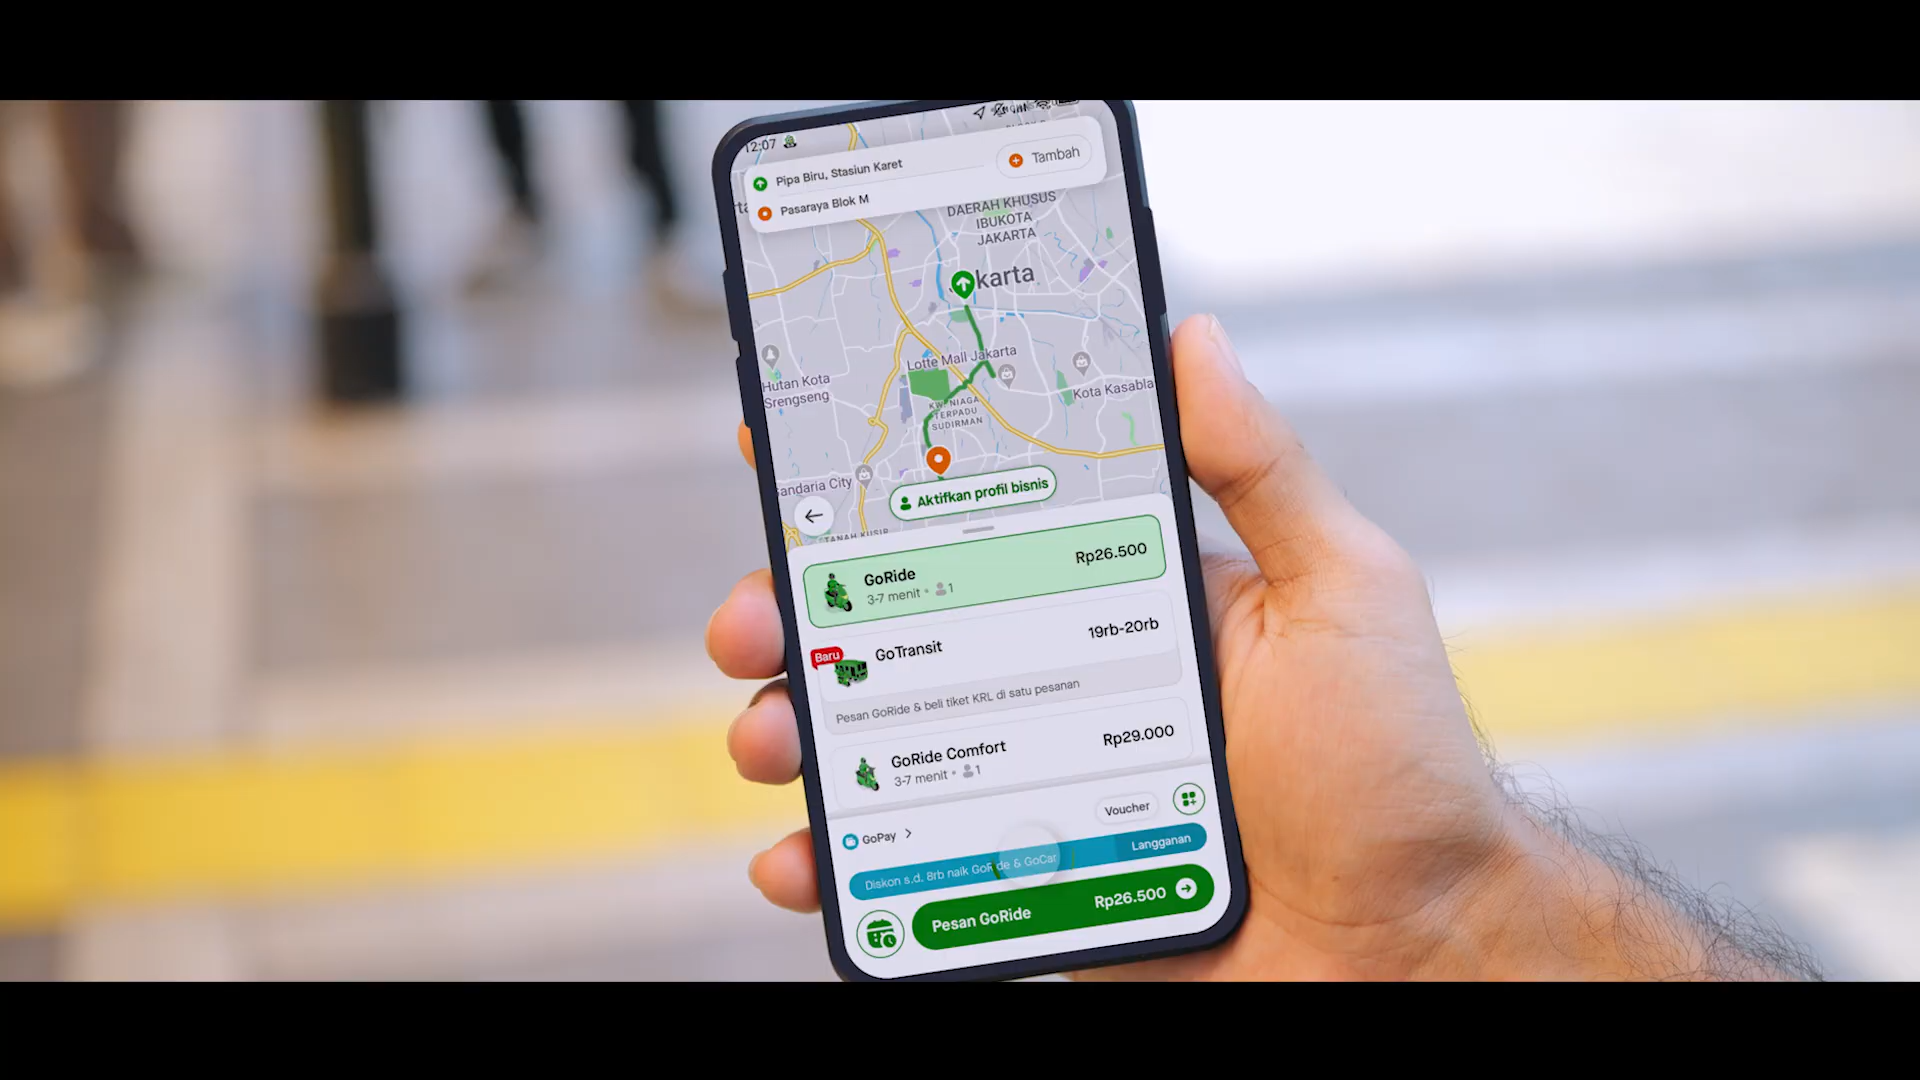 12:07
Pipa Biru, Stasiun Karet
Tambah
Pasaraya Blok M
DAERAH KHUSUS
IBUKOTA
JAKARTA
karta
Lotte Mall Jakarta
Hutan Kota
Srengseng
Kota Kasabla
NIAGA
TERPADU
SUDIRMAN
andaria City
Aktifkan profil bisnis
TANAH KUSIR
GoRide
Rp26.500
3-7 menit • 1
Baru
GoTransit
19rb-20rb
Pesan GoRide & beli tiket KRL di satu pesanan
GoRide Comfort
Rp29.000
3-7 menit • 1
GoPay
Voucher
Diskon s.d. 8rb naik GoRide & GoCar
Langganan
Pesan GoRide
Rp26.500